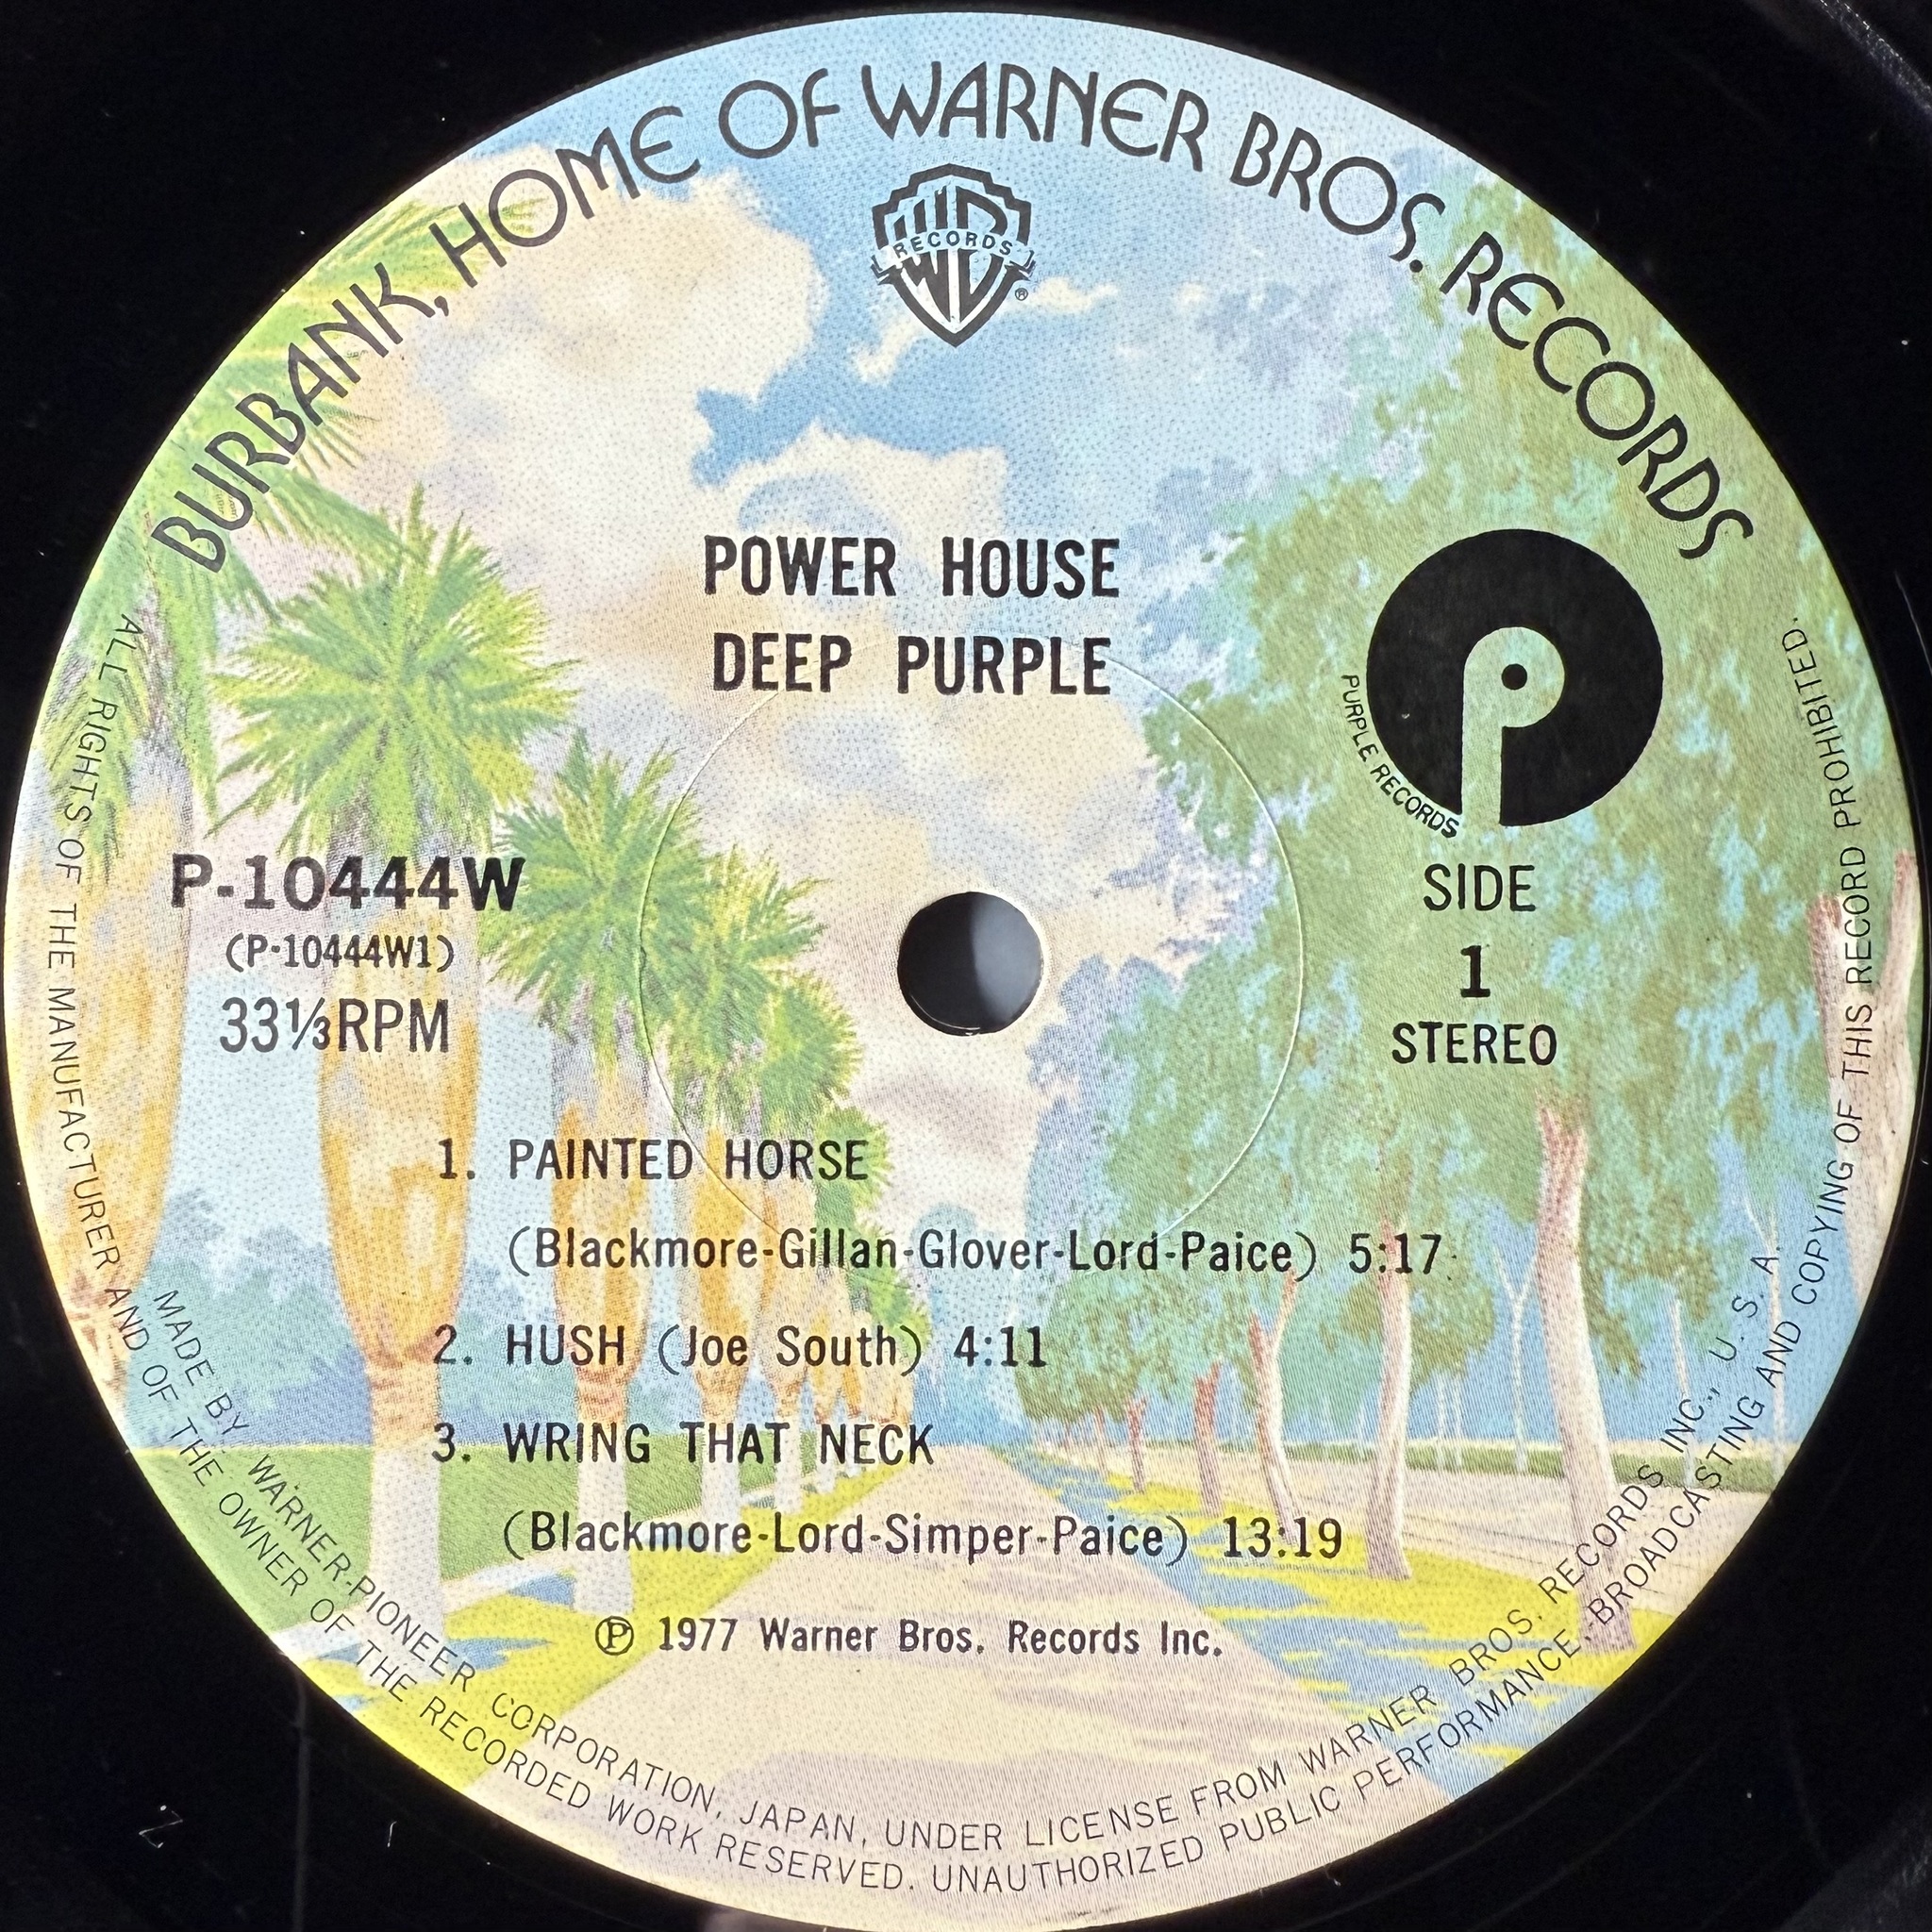 BURBANK, HOME OF WARNER BROS. RECORDS
WB
RECORDS
®
POWER HOUSE
DEEP PURPLE
PURPLE RECORDS
P-10444W
(P-10444W1)
33⅓RPM
SIDE
1
STEREO
1. PAINTED HORSE
(Blackmore-Gillan-Glover-Lord-Paice) 5:17
2. HUSH (Joe South) 4:11
3. WRING THAT NECK
(Blackmore-Lord-Simper-Paice) 13:19
℗ 1977 Warner Bros. Records Inc.
MADE BY WARNER-PIONEER CORPORATION, JAPAN, UNDER LICENSE FROM WARNER BROS. RECORDS INC., U. S. A.
ALL RIGHTS OF THE MANUFACTURER AND OF THE OWNER OF THE RECORDED WORK RESERVED. UNAUTHORIZED PUBLIC PERFORMANCE, BROADCASTING AND COPYING OF THIS RECORD PROHIBITED.